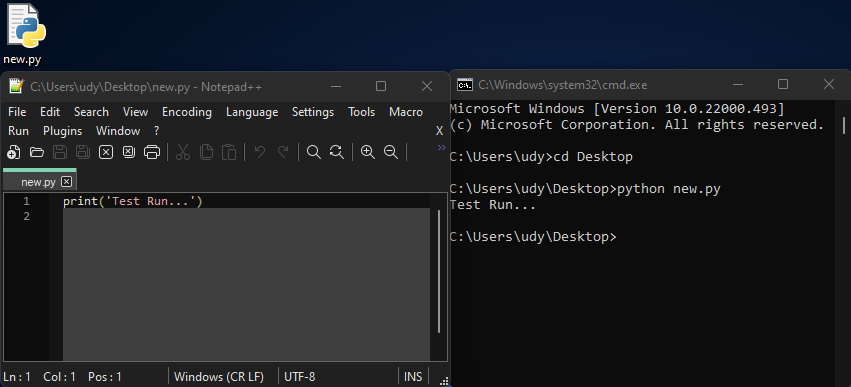 new.py
C:\Users\udy\Desktop\new.py - Notepad++
File Edit Search View Encoding Language Settings Tools Macro
Run Plugins Window ? X
new.py
1 print('Test Run...')
2
Ln : 1 Col : 1 Pos : 1 Windows (CR LF) UTF-8 INS
C:\Windows\system32\cmd.exe
Microsoft Windows [Version 10.0.22000.493]
(c) Microsoft Corporation. All rights reserved.
C:\Users\udy>cd Desktop
C:\Users\udy\Desktop>python new.py
Test Run...
C:\Users\udy\Desktop>